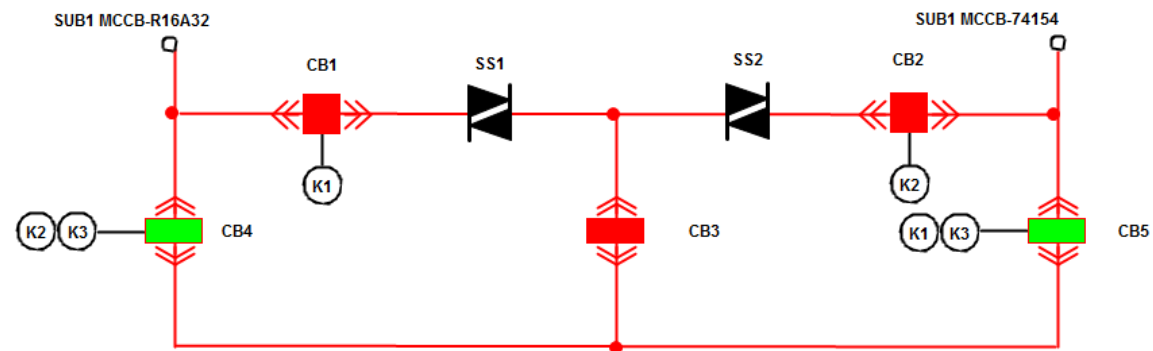 SUB1 MCCB-R16A32
SUB1 MCCB-74154
CB1
SS1
SS2
CB2
K1
K2
K2 K3
CB4
CB3
K1 K3
CB5